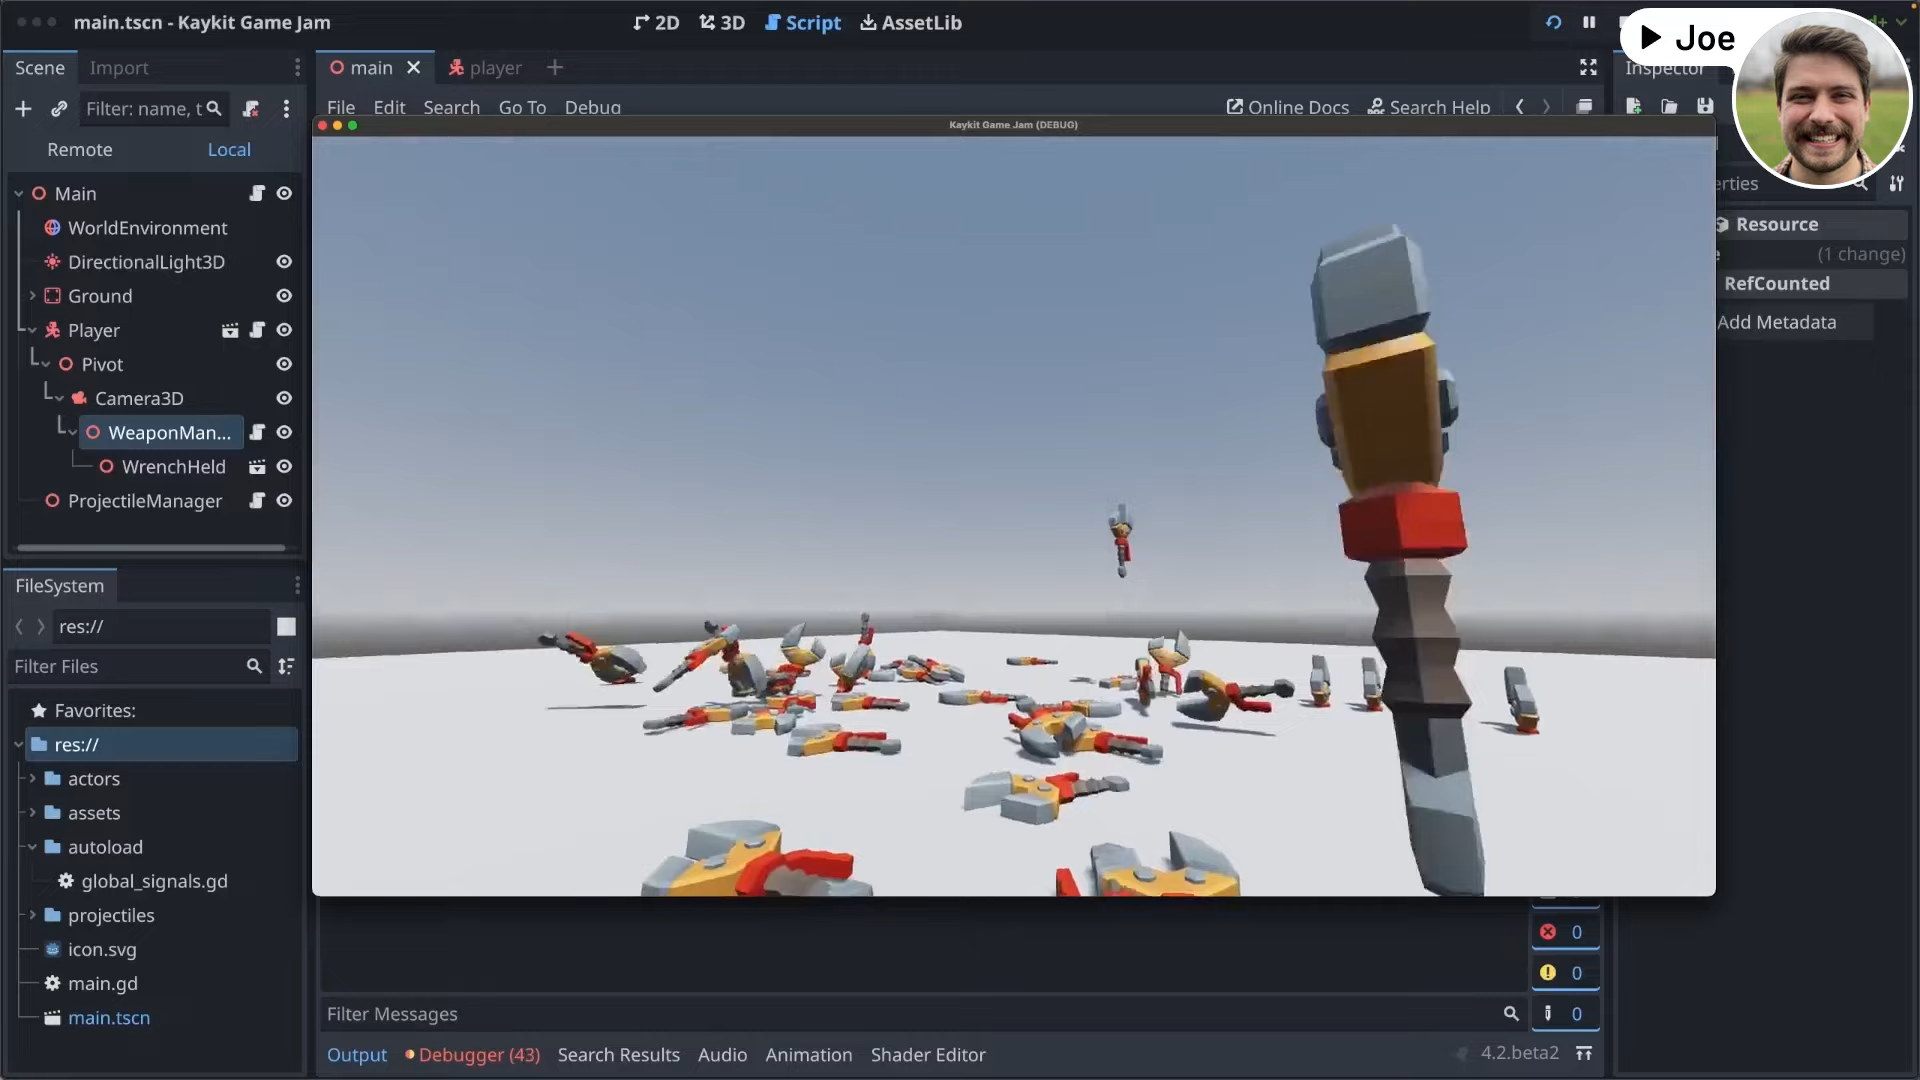 main.tscn - Kaykit Game Jam
2D
3D
Script
AssetLib
Joe
Scene
Import
main
player
Inspector
Filter: name, t
File
Edit
Search
Go To
Debug
Online Docs
Search Help
Kaykit Game Jam (DEBUG)
Remote
Local
erties
Main
WorldEnvironment
DirectionalLight3D
Ground
Player
Pivot
Camera3D
WeaponMan...
WrenchHeld
ProjectileManager
Resource
(1 change)
RefCounted
Add Metadata
FileSystem
res://
Filter Files
Favorites:
res://
actors
assets
autoload
global_signals.gd
projectiles
icon.svg
main.gd
main.tscn
0
0
0
Filter Messages
Output
Debugger (43)
Search Results
Audio
Animation
Shader Editor
4.2.beta2